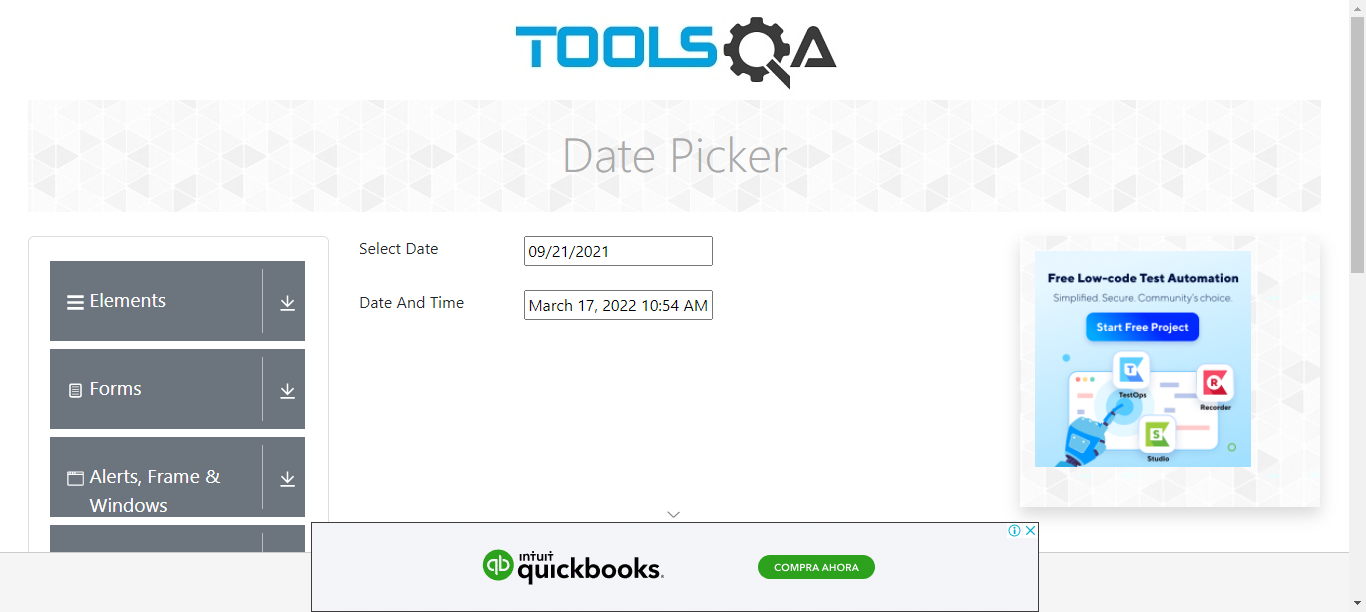 TOOLSQA
Date Picker
Elements
Forms
Alerts, Frame &
Windows
Select Date
09/21/2021
Date And Time
March 17, 2022 10:54 AM
Free Low-code Test Automation
Simplified. Secure. Community's choice.
Start Free Project
TestOps
Recorder
Studio
intuit
quickbooks.
COMPRA AHORA